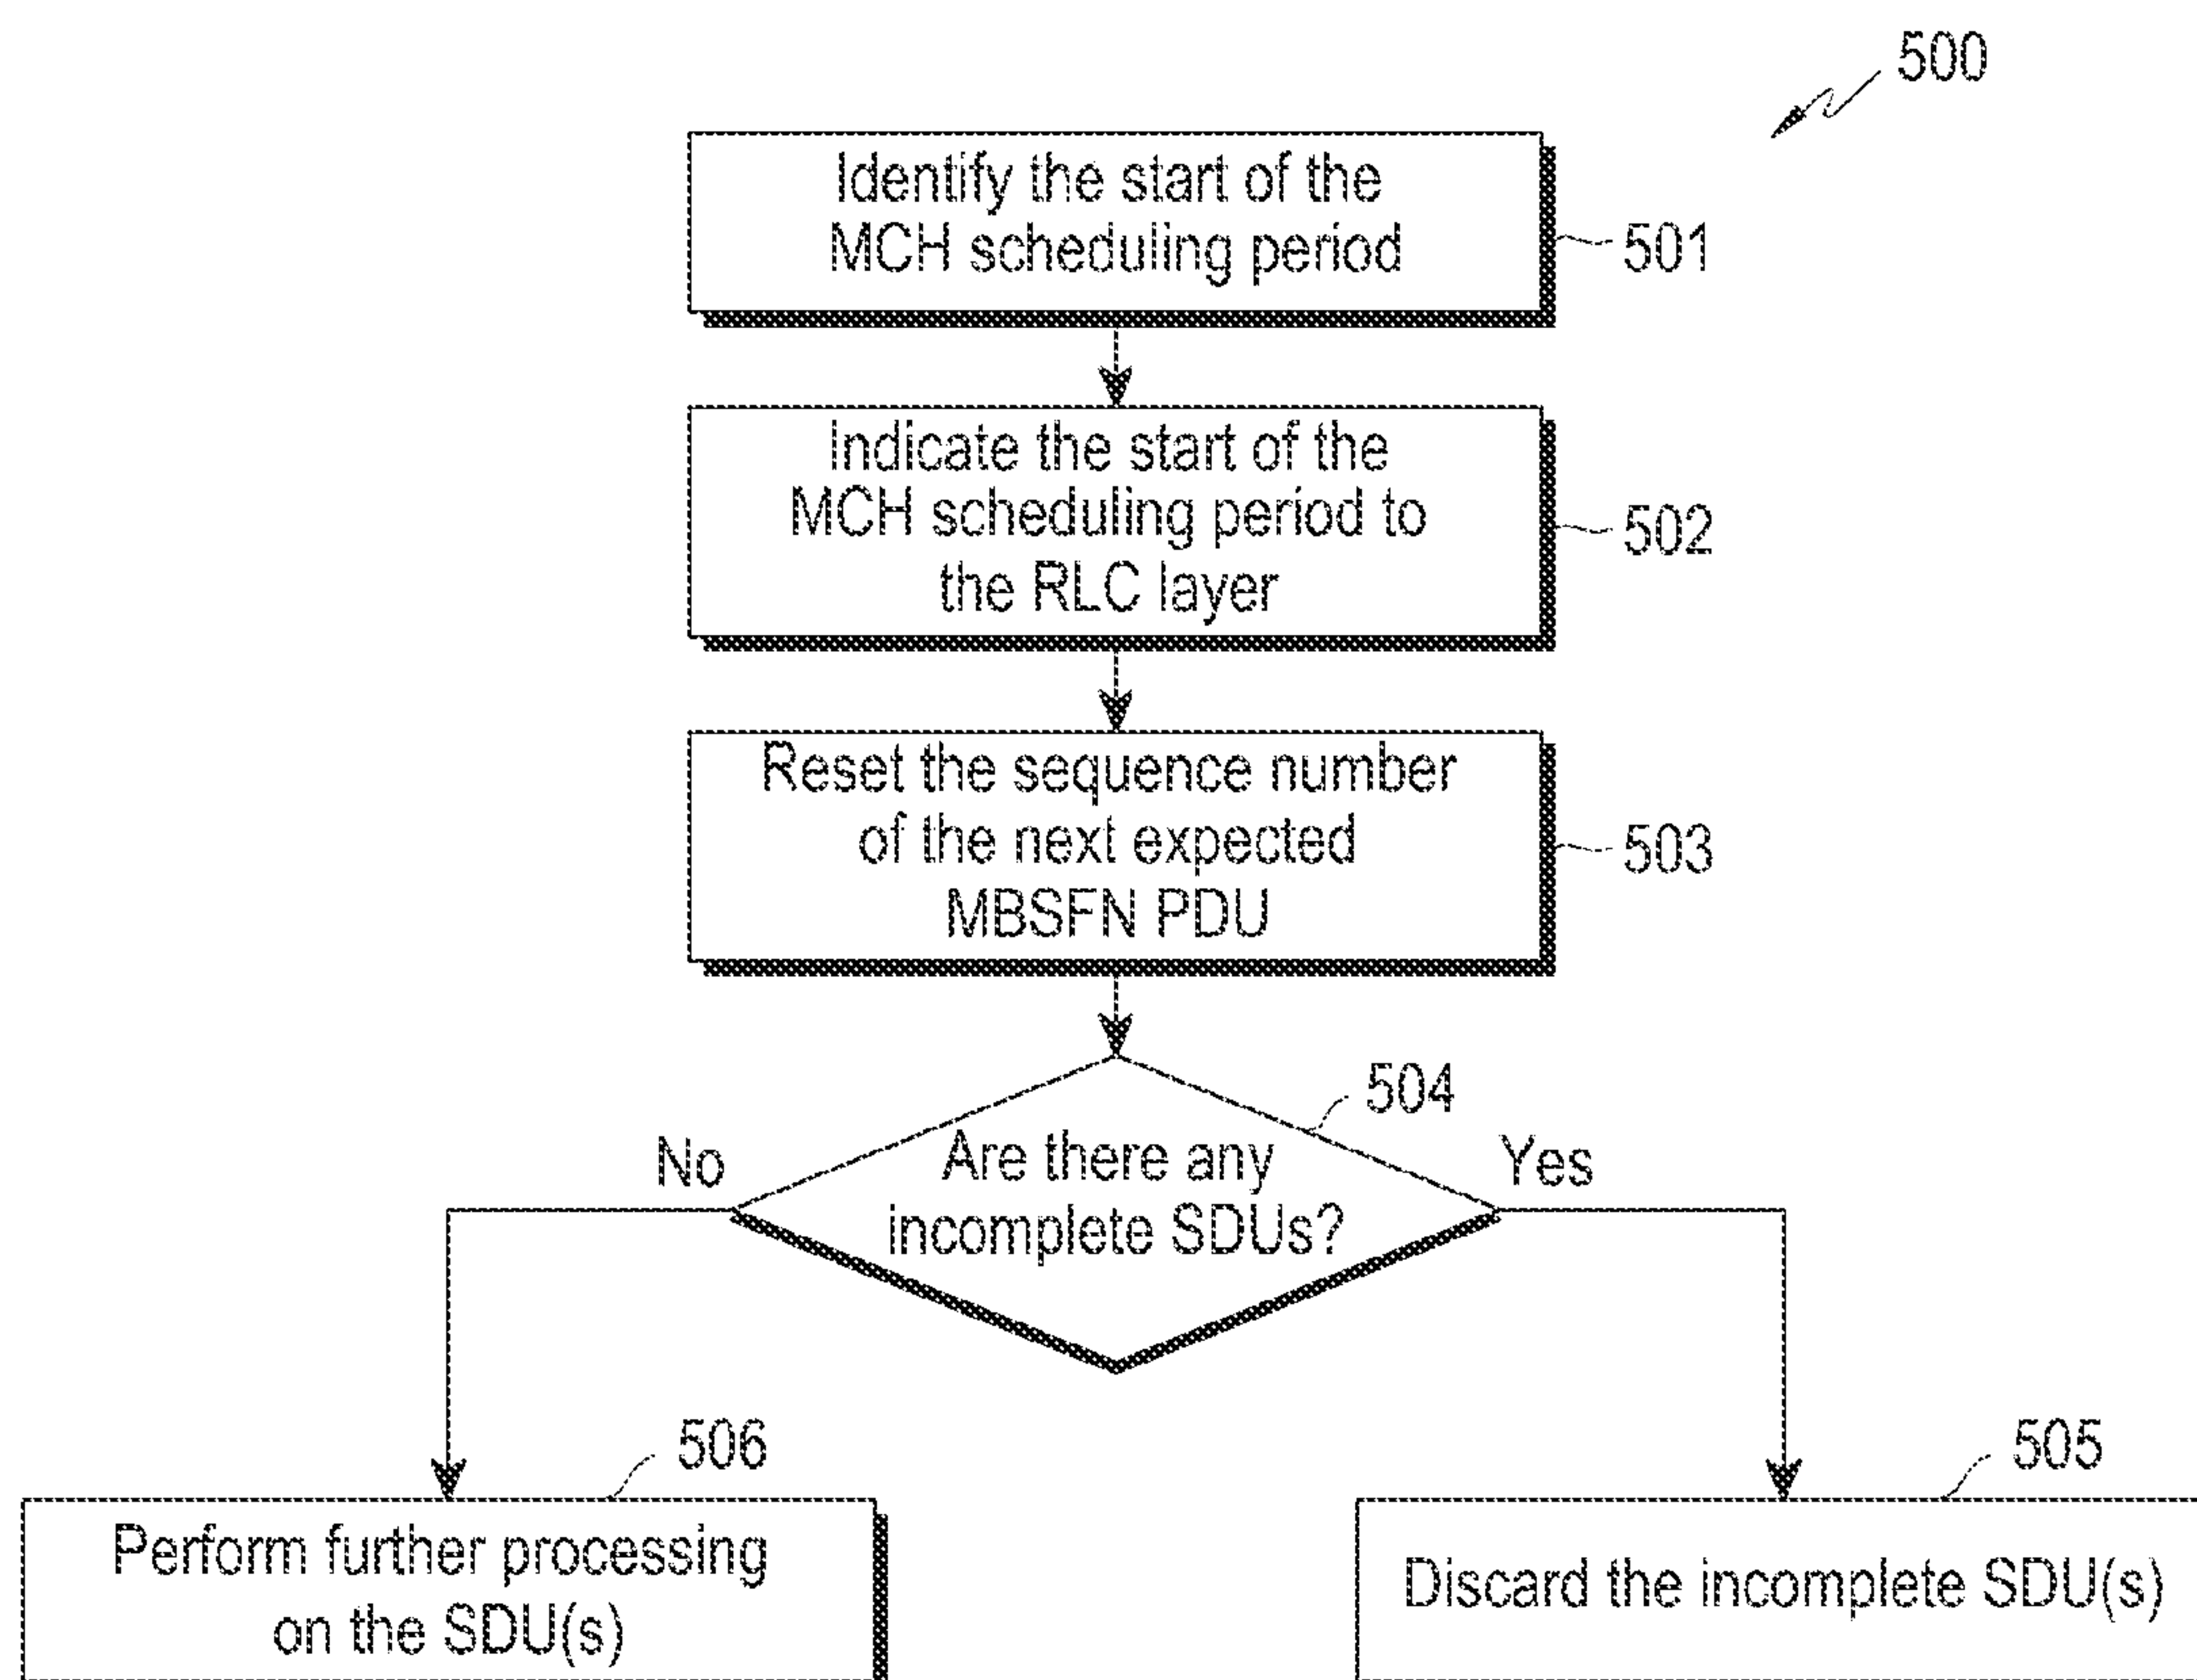 500
Identify the start of the
MCH scheduling period
501
Indicate the start of the
MCH scheduling period to
the RLC layer
502
Reset the sequence number
of the next expected
MBSFN PDU
503
504
No
Are there any
incomplete SDUs?
Yes
506
Perform further processing
on the SDU(s)
505
Discard the incomplete SDU(s)